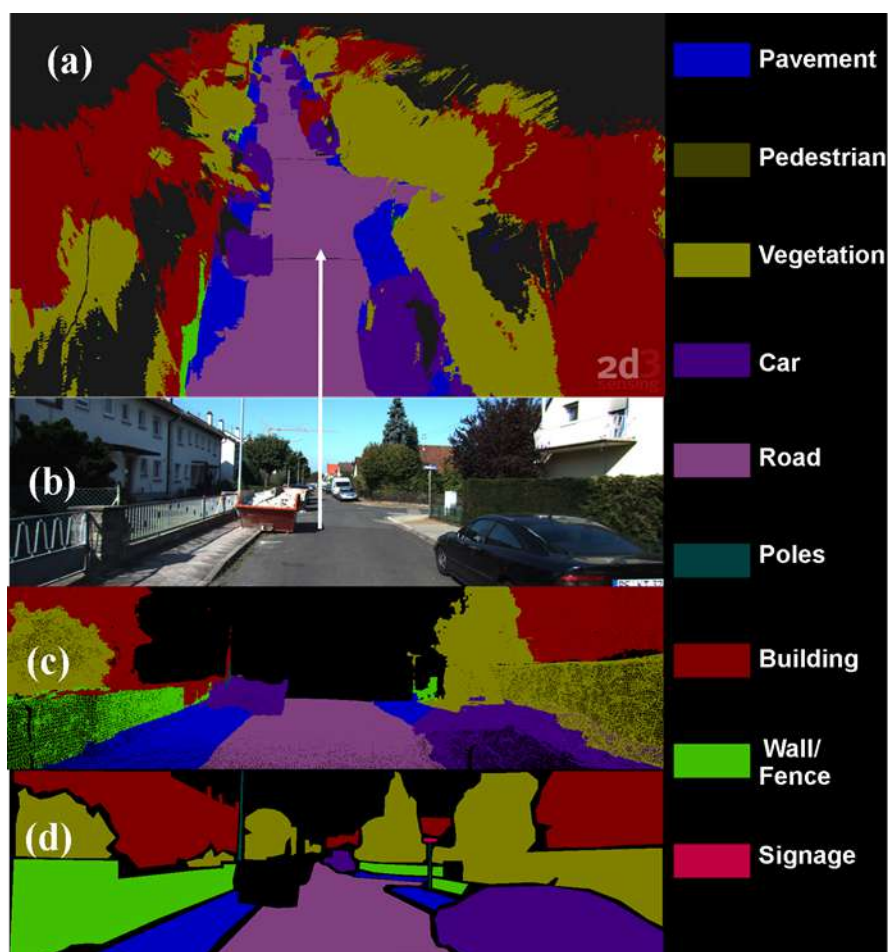 (a)
2d3
sensing
(b)
(c)
(d)
Pavement
Pedestrian
Vegetation
Car
Road
Poles
Building
Wall/
Fence
Signage